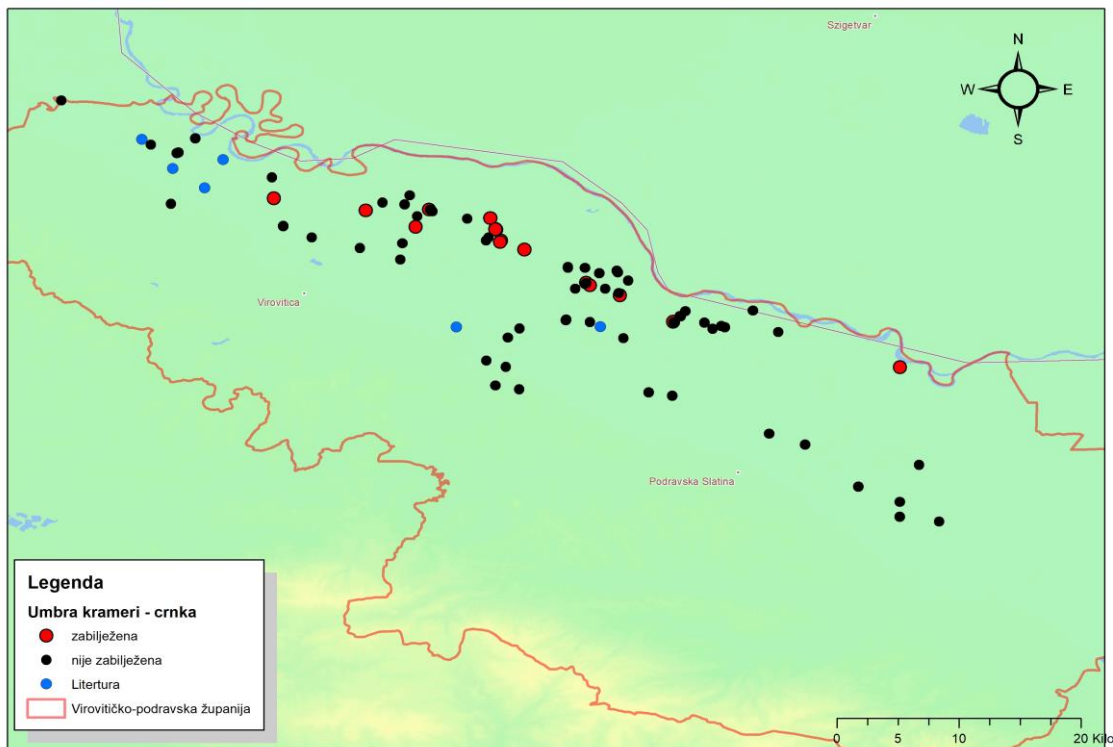 Szigetvar
N
W E
S
Virovitica
Podravska Slatina
Legenda
Umbra krameri - crnka
zabilježena
nije zabilježena
Litertura
Virovitičko-podravska županija
0 5 10 20 Kilo